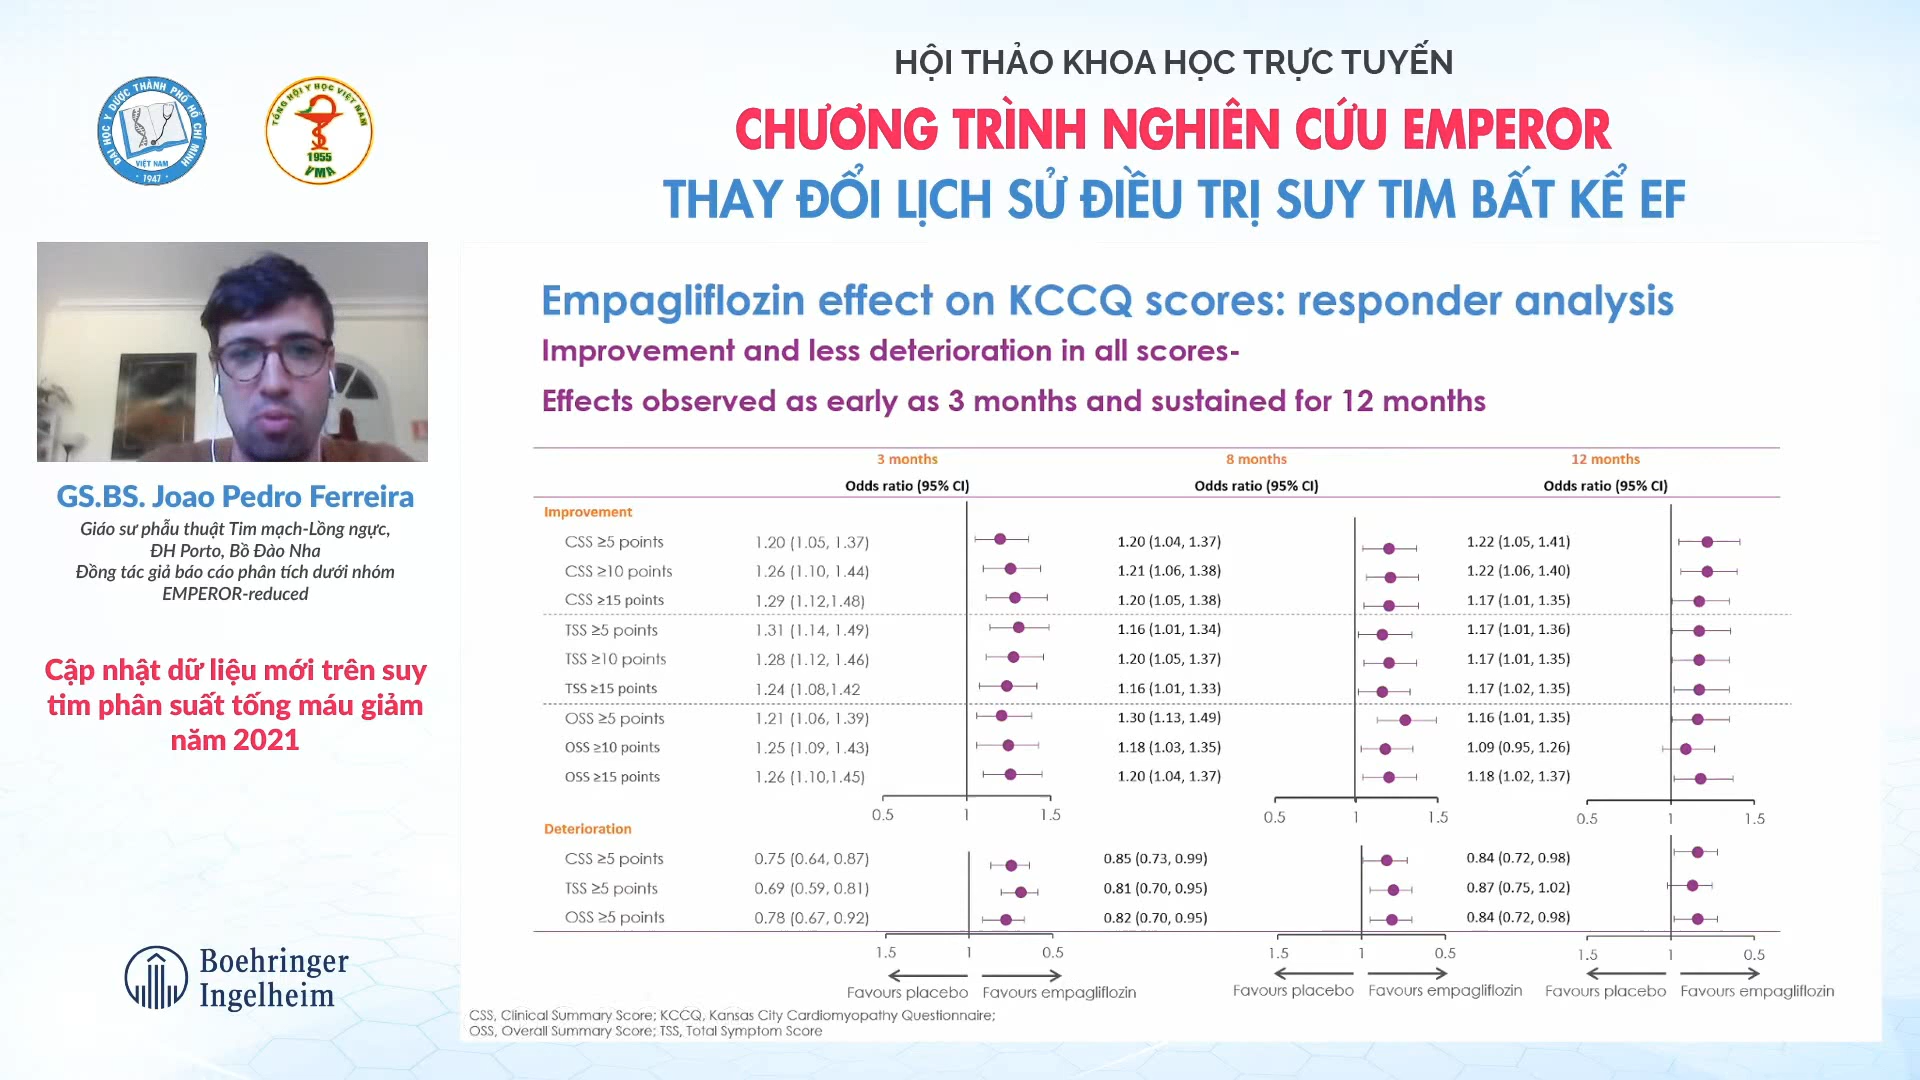 HỘI THẢO KHOA HỌC TRỰC TUYẾN
CHƯƠNG TRÌNH NGHIÊN CỨU EMPEROR
THAY ĐỔI LỊCH SỬ ĐIỀU TRỊ SUY TIM BẤT KỂ EF
ĐẠI HỌC Y DƯỢC THÀNH PHỐ HỒ CHÍ MINH
VIỆT NAM
1947
TỔNG HỘI Y HỌC VIỆT NAM
1955
VMA
GS.BS. Joao Pedro Ferreira
Giáo sư phẫu thuật Tim mạch-Lồng ngực,
ĐH Porto, Bồ Đào Nha
Đồng tác giả báo cáo phân tích dưới nhóm
EMPEROR-reduced
Cập nhật dữ liệu mới trên suy
tim phân suất tống máu giảm
năm 2021
Boehringer
Ingelheim
Empagliflozin effect on KCCQ scores: responder analysis
Improvement and less deterioration in all scores-
Effects observed as early as 3 months and sustained for 12 months
3 months 8 months 12 months
Odds ratio (95% CI) Odds ratio (95% CI) Odds ratio (95% CI)
Improvement
CSS ≥5 points 1.20 (1.05, 1.37) 1.20 (1.04, 1.37) 1.22 (1.05, 1.41)
CSS ≥10 points 1.26 (1.10, 1.44) 1.21 (1.06, 1.38) 1.22 (1.06, 1.40)
CSS ≥15 points 1.29 (1.12,1.48) 1.20 (1.05, 1.38) 1.17 (1.01, 1.35)
TSS ≥5 points 1.31 (1.14, 1.49) 1.16 (1.01, 1.34) 1.17 (1.01, 1.36)
TSS ≥10 points 1.28 (1.12, 1.46) 1.20 (1.05, 1.37) 1.17 (1.01, 1.35)
TSS ≥15 points 1.24 (1.08,1.42 1.16 (1.01, 1.33) 1.17 (1.02, 1.35)
OSS ≥5 points 1.21 (1.06, 1.39) 1.30 (1.13, 1.49) 1.16 (1.01, 1.35)
OSS ≥10 points 1.25 (1.09, 1.43) 1.18 (1.03, 1.35) 1.09 (0.95, 1.26)
OSS ≥15 points 1.26 (1.10,1.45) 1.20 (1.04, 1.37) 1.18 (1.02, 1.37)
0.5 1 1.5 0.5 1 1.5 0.5 1 1.5
Deterioration
CSS ≥5 points 0.75 (0.64, 0.87) 0.85 (0.73, 0.99) 0.84 (0.72, 0.98)
TSS ≥5 points 0.69 (0.59, 0.81) 0.81 (0.70, 0.95) 0.87 (0.75, 1.02)
OSS ≥5 points 0.78 (0.67, 0.92) 0.82 (0.70, 0.95) 0.84 (0.72, 0.98)
1.5 1 0.5 1.5 1 0.5 1.5 1 0.5
Favours placebo Favours empagliflozin Favours placebo Favours empagliflozin Favours placebo Favours empagliflozin
CSS, Clinical Summary Score; KCCQ, Kansas City Cardiomyopathy Questionnaire;
OSS, Overall Summary Score; TSS, Total Symptom Score